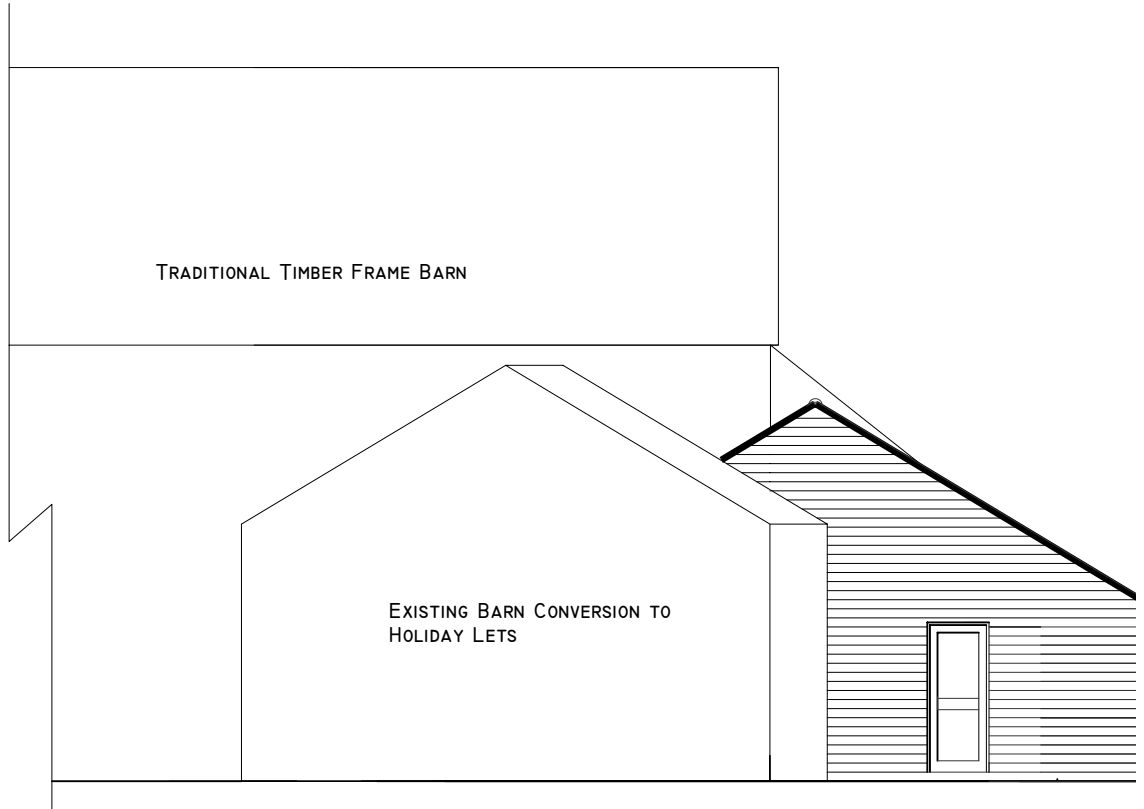 Traditional Timber Frame Barn
Existing Barn Conversion to
Holiday Lets